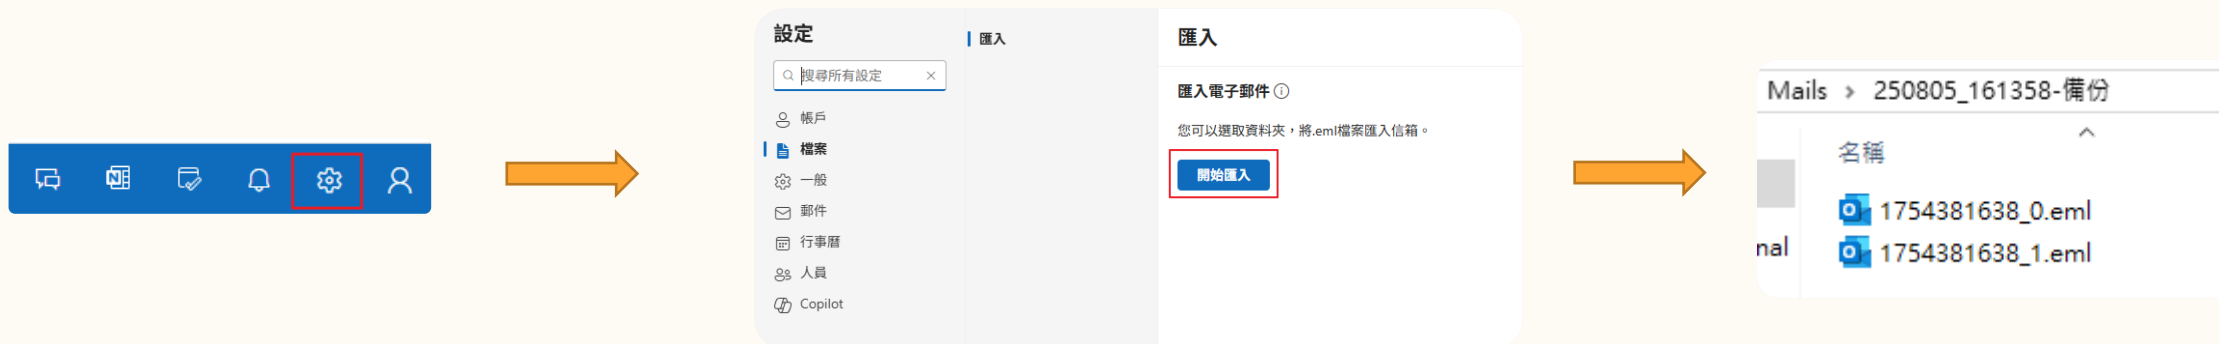 設定
搜尋所有設定
帳戶
檔案
一般
郵件
行事曆
人員
Copilot
匯入
匯入
匯入電子郵件
您可以選取資料夾，將.eml檔案匯入信箱。
開始匯入
Mails > 250805_161358-備份
名稱
1754381638_0.eml
nal
1754381638_1.eml